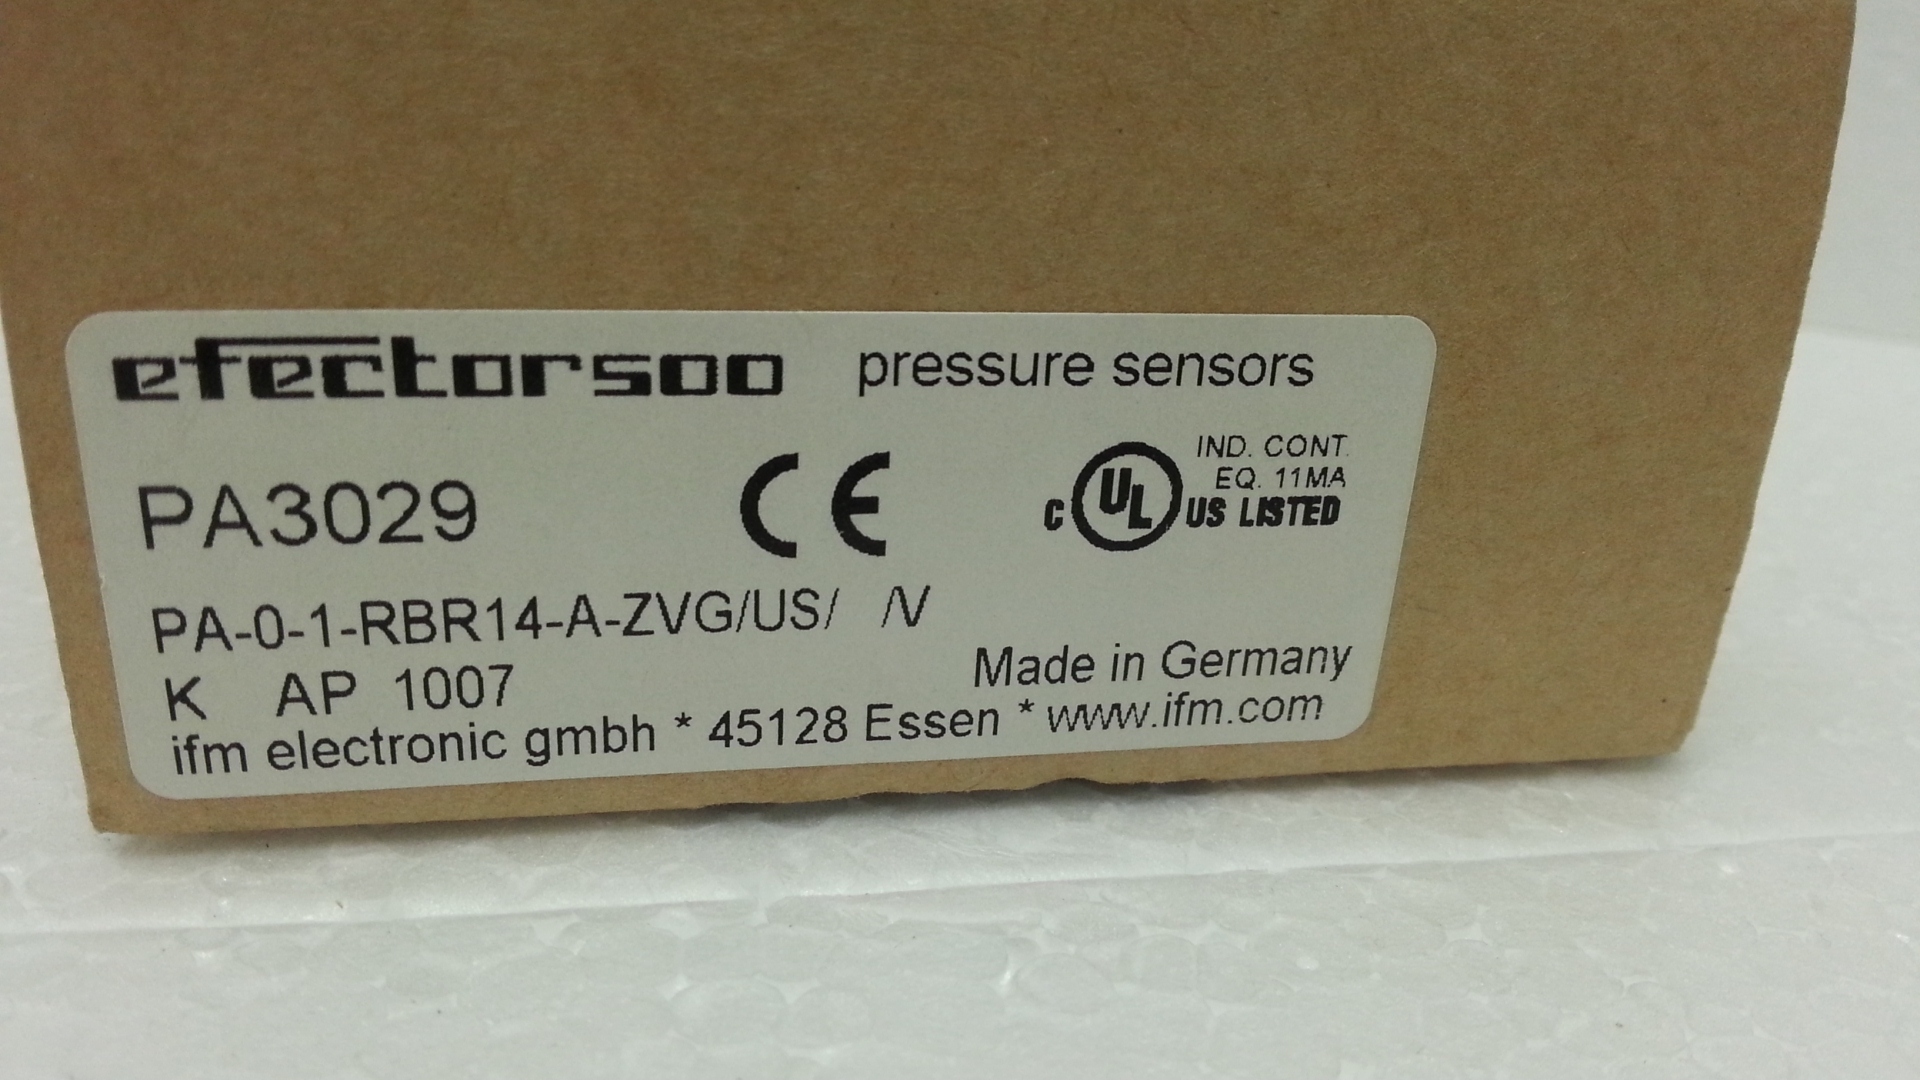 efector500 pressure sensors
PA3029 CE
IND. CONT.
EQ. 11MA
C UL US LISTED
PA-0-1-RBR14-A-ZVG/US/ /V
K AP 1007
Made in Germany
ifm electronic gmbh * 45128 Essen * www.ifm.com